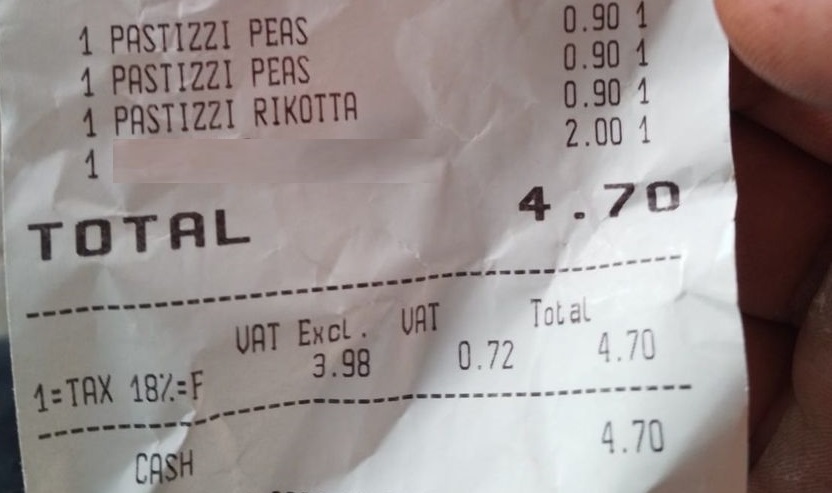 1 PASTIZZI PEAS 0.90 1
1 PASTIZZI PEAS 0.90 1
1 PASTIZZI RIKOTTA 0.90 1
1 2.00 1
TOTAL 4.70
VAT Excl. VAT Total
1=TAX 18%=F 3.98 0.72 4.70
CASH 4.70